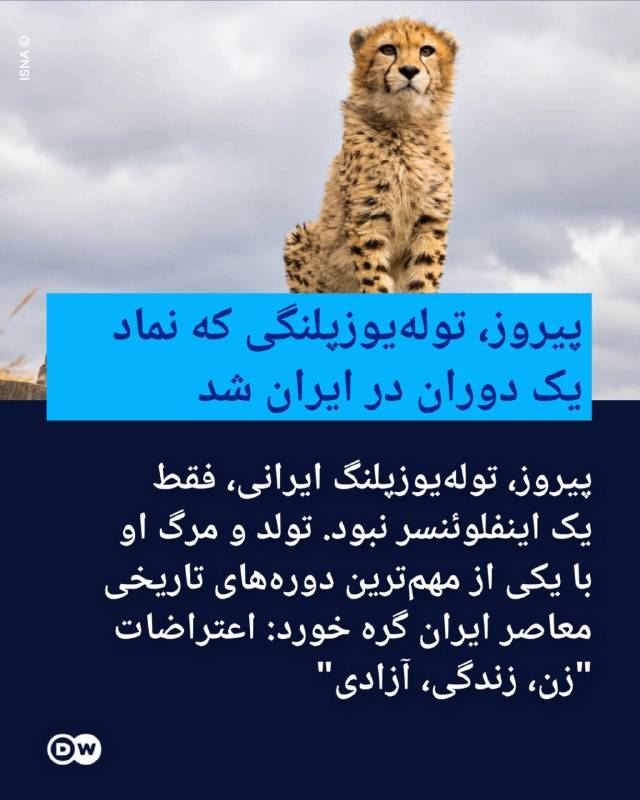 © ISNA
پیروز، توله‌یوزپلنگی که نماد
یک دوران در ایران شد
پیروز، توله‌یوزپلنگ ایرانی، فقط
یک اینفلوئنسر نبود. تولد و مرگ او
با یکی از مهم‌ترین دوره‌های تاریخی
معاصر ایران گره خورد: اعتراضات
"زن، زندگی، آزادی"
DW